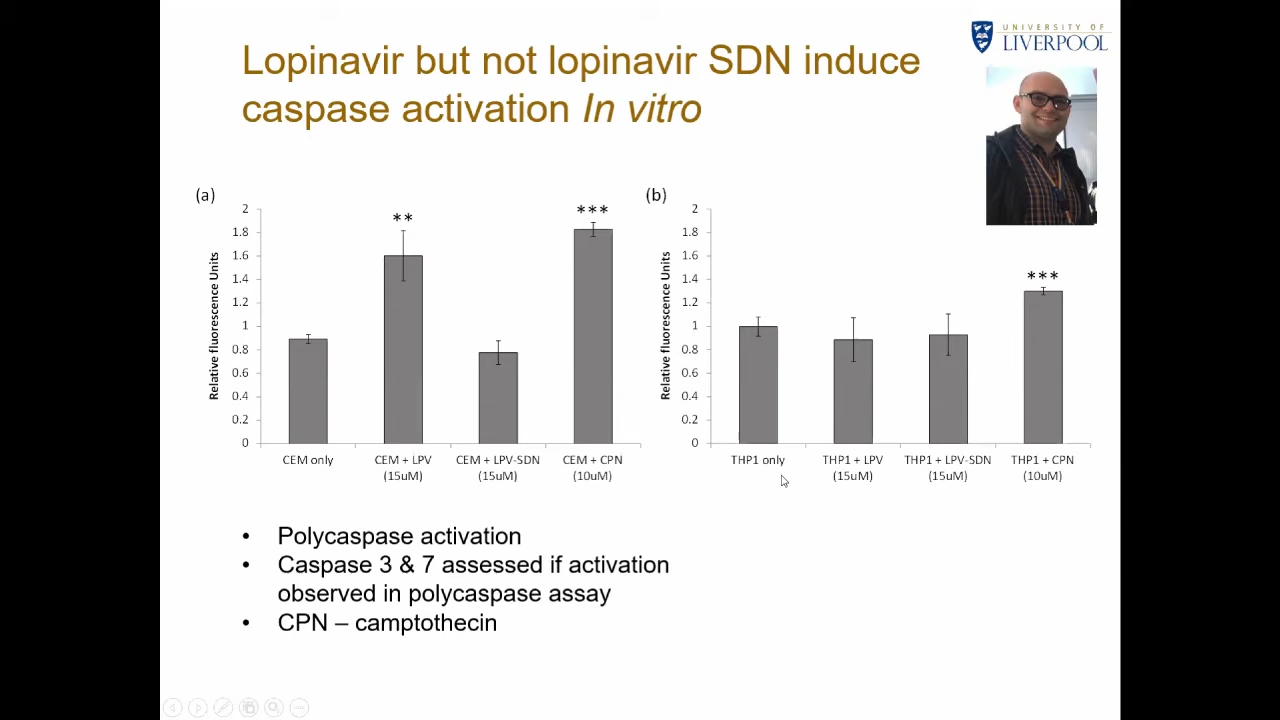 Lopinavir but not lopinavir SDN induce
caspase activation In vitro
UNIVERSITY OF
LIVERPOOL
(a)
Relative fluorescence Units
2
1.8
1.6
1.4
1.2
1
0.8
0.6
0.4
0.2
0
**
***
CEM only
CEM + LPV
(15uM)
CEM + LPV-SDN
(15uM)
CEM + CPN
(10uM)
(b)
Relative fluorescence Units
2
1.8
1.6
1.4
1.2
1
0.8
0.6
0.4
0.2
0
***
THP1 only
THP1 + LPV
(15uM)
THP1 + LPV-SDN
(15uM)
THP1 + CPN
(10uM)
• Polycaspase activation
• Caspase 3 & 7 assessed if activation
observed in polycaspase assay
• CPN – camptothecin